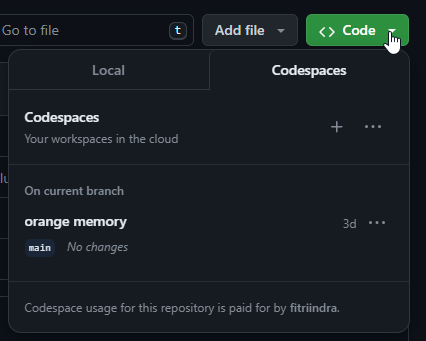 Go to file t Add file Code
Local Codespaces
Codespaces
Your workspaces in the cloud
On current branch
orange memory 3d
main No changes
Codespace usage for this repository is paid for by fitriindra.